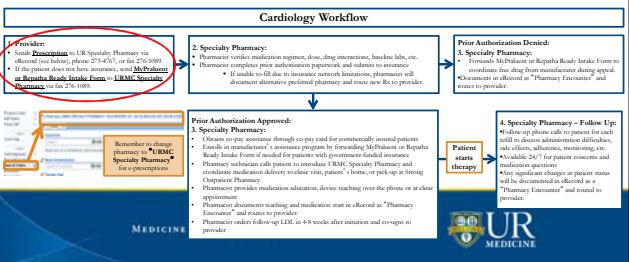 Cardiology Workflow
1. Provider:
• Sends Prescription to UR Specialty Pharmacy via
eRecord (see below), phone 273-4767, or fax 276-1089.
• If the patient does not have insurance, send MyPraluent
or Repatha Ready Intake Form to URMC Specialty
Pharmacy via fax 276-1089.
2. Specialty Pharmacy:
• Pharmacist verifies medication regimen, dose, drug interactions, baseline labs, etc.
• Pharmacist completes prior authorization paperwork and submits to insurance
• If unable to fill due to insurance network limitations, pharmacist will
document alternative preferred pharmacy and route new Rx to provider.
Prior Authorization Denied:
3. Specialty Pharmacy:
• Forwards MyPraluent or Repatha Ready Intake Form to
coordinate free drug from manufacturer during appeal.
•Documents in eRecord as "Pharmacy Encounter" and
routes to provider.
Remember to change
pharmacy to "URMC
Specialty Pharmacy"
for e-prescriptions
Prior Authorization Approved:
3. Specialty Pharmacy:
• Obtains co-pay assistance through co-pay card for commercially insured patients
• Enrolls in manufacturer's assistance program by forwarding MyPraluent or Repatha
Ready Intake Form if needed for patients with government-funded insurance
• Pharmacy technician calls patient to introduce URMC Specialty Pharmacy and
coordinate medication delivery to clinic visit, patient's home, or pick-up at Strong
Outpatient Pharmacy.
• Pharmacist provides medication education, device teaching over the phone or at clinic
appointment
• Pharmacist documents teaching and medication start in eRecord as "Pharmacy
Encounter" and routes to provider.
• Pharmacist orders follow-up LDL in 4-8 weeks after initiation and co-signs to
provider
Patient
starts
therapy
4. Specialty Pharmacy – Follow Up:
•Follow-up phone calls to patient for each
refill to discuss administration difficulties,
side effects, adherence, monitoring, etc.
•Available 24/7 for patient concerns and
medication questions
•Any significant changes in patient status
will be documented in eRecord as a
"Pharmacy Encounter" and routed to
provider.
MEDICINE
UR
MEDICINE